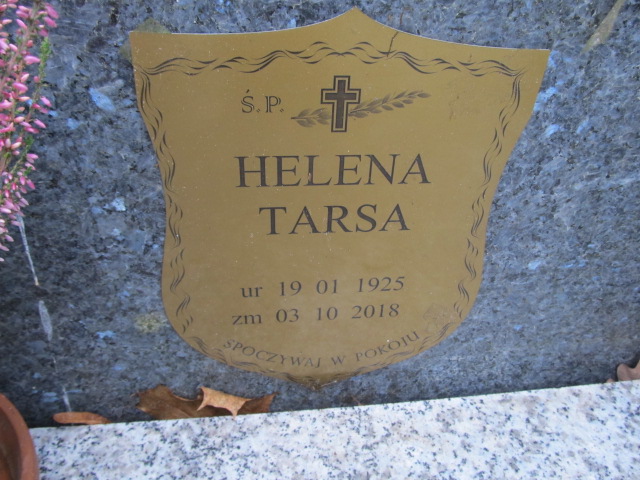 Ś.P.
HELENA
TARSA
ur 19 01 1925
zm 03 10 2018
SPOCZYWAJ W POKOJU